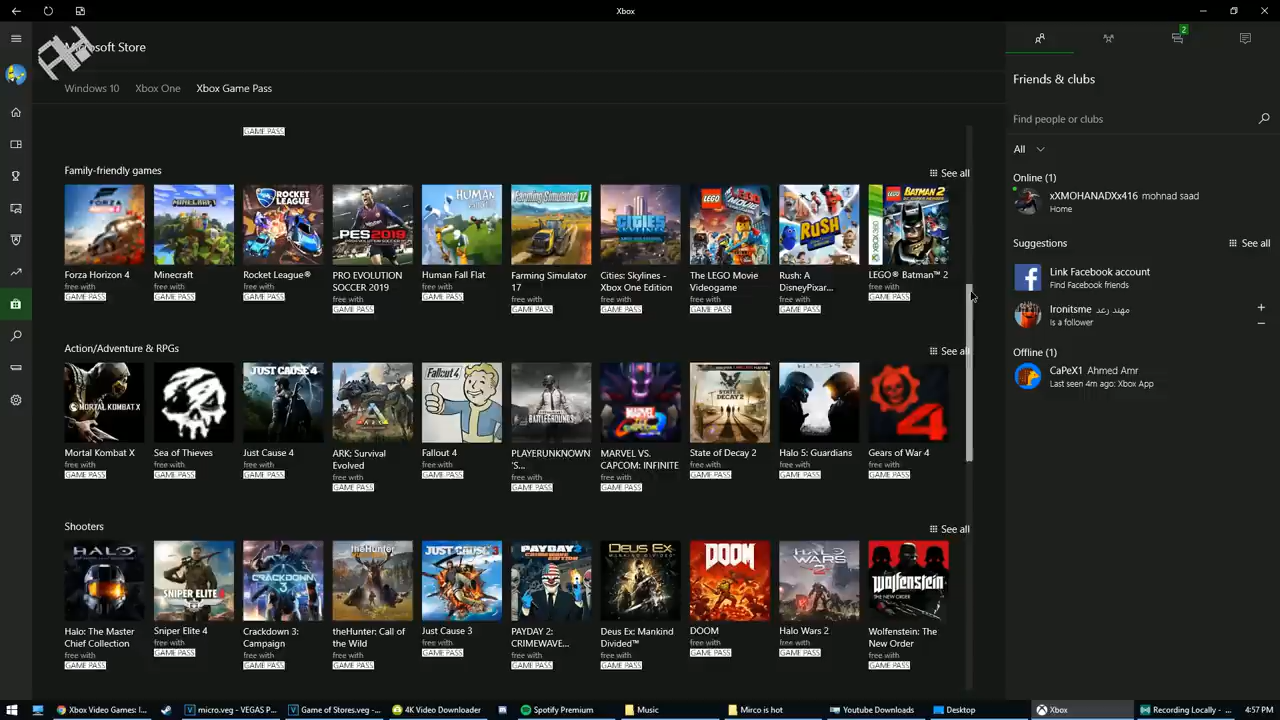 Xbox
Microsoft Store
Windows 10 Xbox One Xbox Game Pass
GAME PASS
Family-friendly games
See all
Forza Horizon 4
free with
GAME PASS
Minecraft
free with
GAME PASS
Rocket League®
free with
GAME PASS
PRO EVOLUTION
SOCCER 2019
free with
GAME PASS
Human Fall Flat
free with
GAME PASS
Farming Simulator
17
free with
GAME PASS
Cities: Skylines -
Xbox One Edition
free with
GAME PASS
The LEGO Movie
Videogame
free with
GAME PASS
Rush: A
DisneyPixar...
free with
GAME PASS
LEGO® Batman™ 2
free with
GAME PASS
Action/Adventure & RPGs
See all
Mortal Kombat X
free with
GAME PASS
Sea of Thieves
free with
GAME PASS
Just Cause 4
free with
GAME PASS
ARK: Survival
Evolved
free with
GAME PASS
Fallout 4
free with
GAME PASS
PLAYERUNKNOWN
'S...
free with
GAME PASS
MARVEL VS.
CAPCOM: INFINITE
free with
GAME PASS
State of Decay 2
free with
GAME PASS
Halo 5: Guardians
free with
GAME PASS
Gears of War 4
free with
GAME PASS
Shooters
See all
Halo: The Master
Chief Collection
free with
GAME PASS
Sniper Elite 4
free with
GAME PASS
Crackdown 3:
Campaign
free with
GAME PASS
theHunter: Call of
the Wild
free with
GAME PASS
Just Cause 3
free with
GAME PASS
PAYDAY 2:
CRIMEWAVE...
free with
GAME PASS
Deus Ex: Mankind
Divided™
free with
GAME PASS
DOOM
free with
GAME PASS
Halo Wars 2
free with
GAME PASS
Wolfenstein: The
New Order
free with
GAME PASS
2
Friends & clubs
Find people or clubs
All
Online (1)
xXMOHANADXx416 mohnad saad
Home
Suggestions
See all
Link Facebook account
Find Facebook friends
Ironitsme مهند رعد
Is a follower
Offline (1)
CaPeX1 Ahmed Amr
Last seen 4m ago: Xbox App
Xbox Video Games: I...
micro.veg - VEGAS P...
Game of Stores.veg -...
4K Video Downloader
Spotify Premium
Music
Mirco is hot
Youtube Downloads
Desktop
Xbox
Recording Locally - ...
4:57 PM